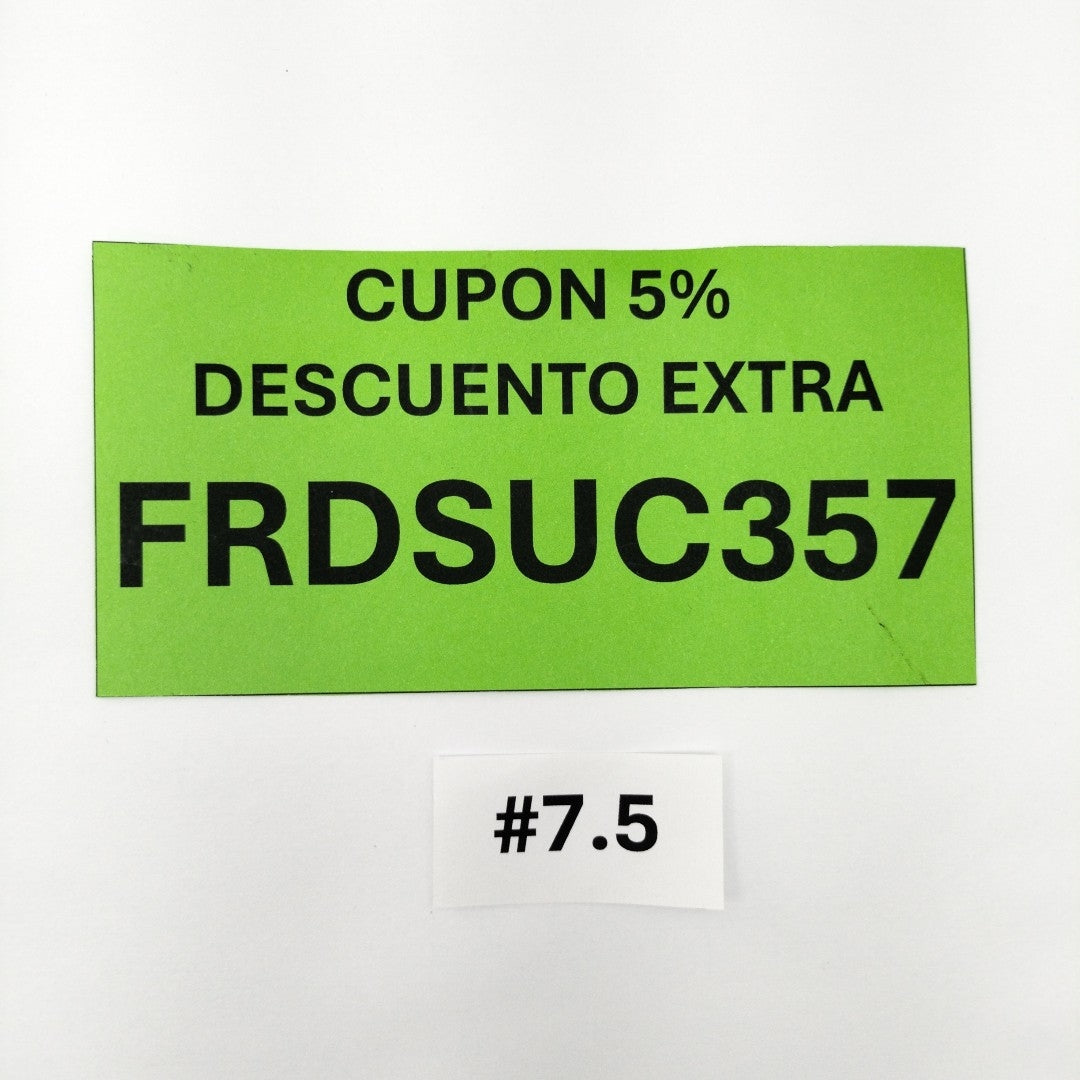 CUPON 5%
DESCUENTO EXTRA
FRDSUC357
#7.5